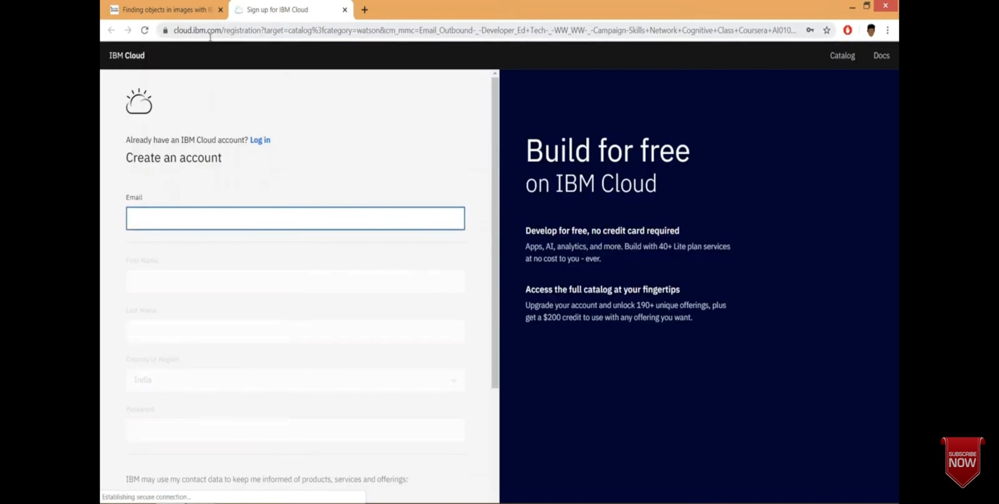 Finding objects in images with IE
Sign up for IBM Cloud
cloud.ibm.com/registration?target=catalog%3fcategory=watson&cm_mmc=Email_Outbound-_-Developer_Ed+Tech-_-WW_WW-_-Campaign-Skills+Network+Cognitive+Class+Coursera+AI010...
IBM Cloud
Catalog
Docs
Already have an IBM Cloud account? Log in
Create an account
Email
First Name
Last Name
Country or Region
India
Password
IBM may use my contact data to keep me informed of products, services and offerings:
Establishing secure connection...
Build for free
on IBM Cloud
Develop for free, no credit card required
Apps, AI, analytics, and more. Build with 40+ Lite plan services
at no cost to you - ever.
Access the full catalog at your fingertips
Upgrade your account and unlock 190+ unique offerings, plus
get a $200 credit to use with any offering you want.
SUBSCRIBE
NOW